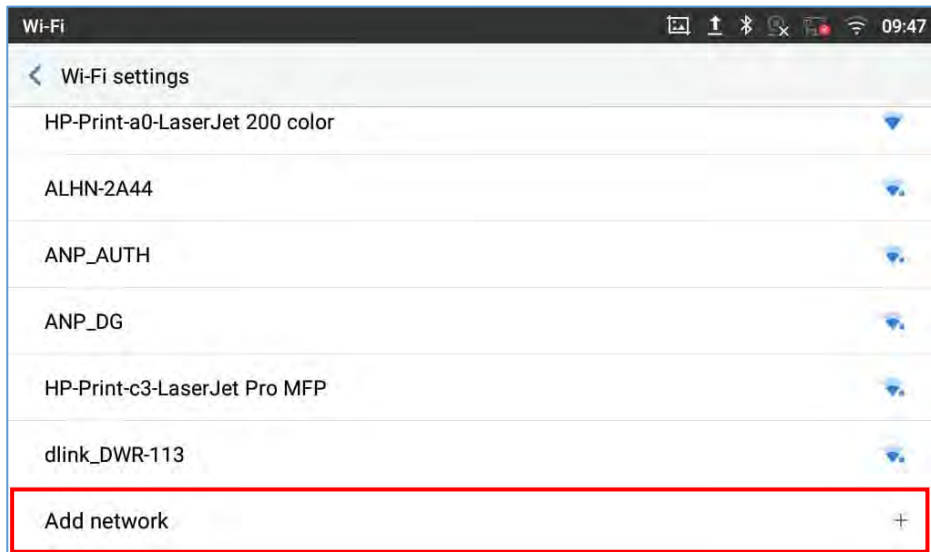 Wi-Fi 09:47
Wi-Fi settings
HP-Print-a0-LaserJet 200 color
ALHN-2A44
ANP_AUTH
ANP_DG
HP-Print-c3-LaserJet Pro MFP
dlink_DWR-113
Add network